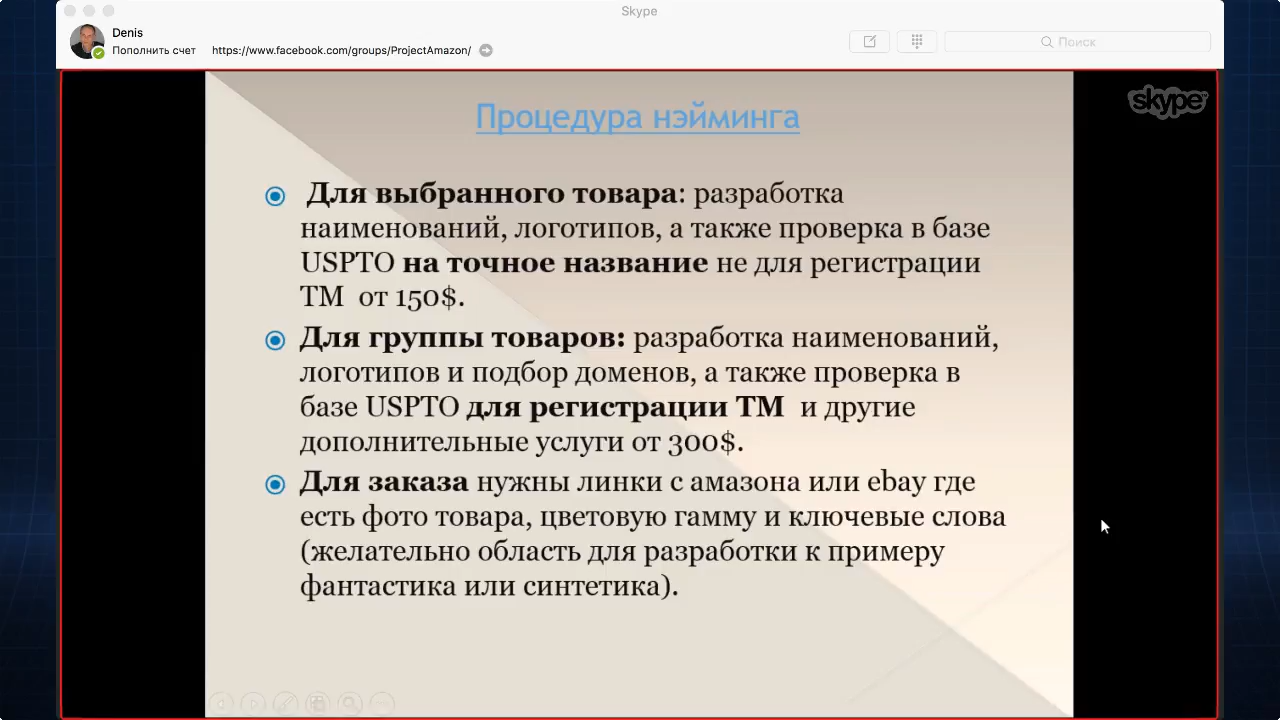 Skype
Denis
Пополнить счет https://www.facebook.com/groups/ProjectAmazon/
Поиск
skype
Процедура нэйминга
Для выбранного товара: разработка
наименований, логотипов, а также проверка в базе
USPTO на точное название не для регистрации
ТМ от 150$.
Для группы товаров: разработка наименований,
логотипов и подбор доменов, а также проверка в
базе USPTO для регистрации ТМ и другие
дополнительные услуги от 300$.
Для заказа нужны линки с амазона или ebay где
есть фото товара, цветовую гамму и ключевые слова
(желательно область для разработки к примеру
фантастика или синтетика).